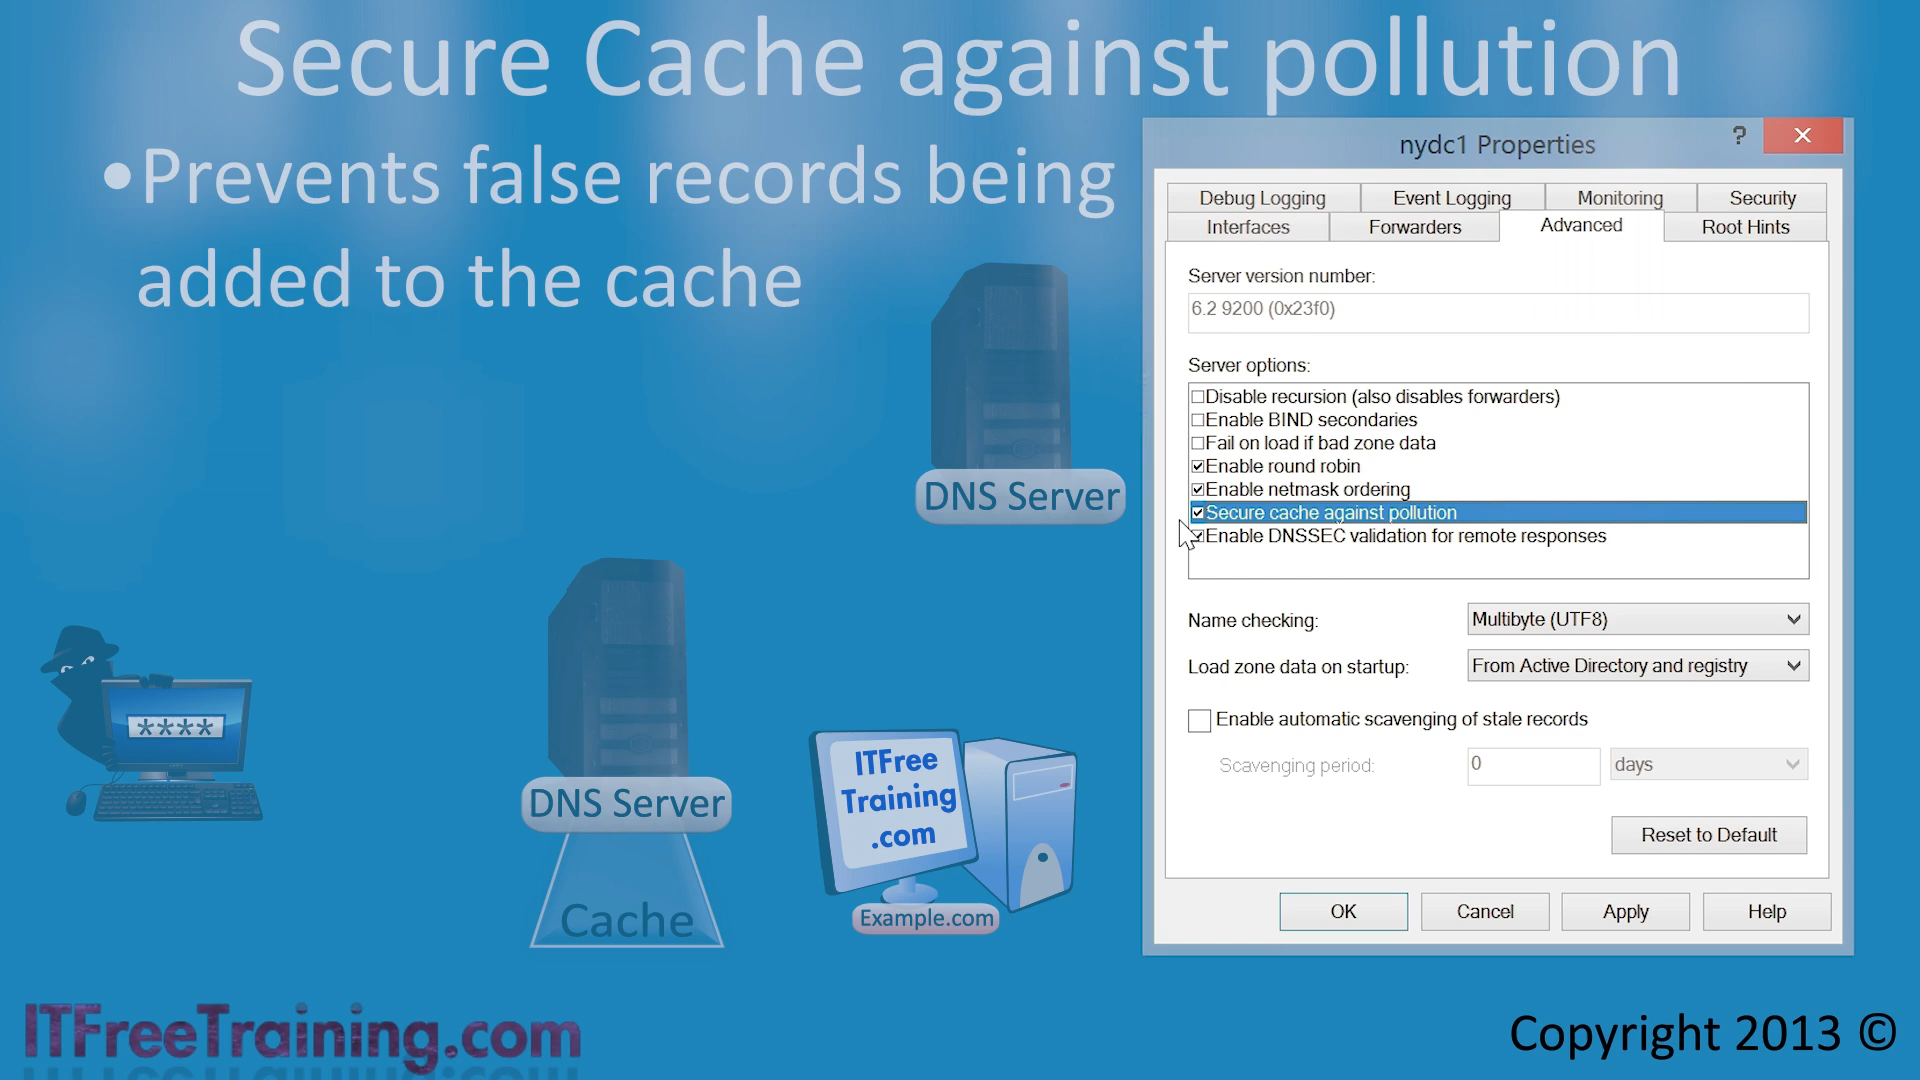 Secure Cache against pollution
•Prevents false records being
added to the cache
DNS Server
****
DNS Server
Cache
ITFree
Training
.com
Example.com
nydc1 Properties
?
Debug Logging
Event Logging
Monitoring
Security
Interfaces
Forwarders
Advanced
Root Hints
Server version number:
6.2 9200 (0x23f0)
Server options:
Disable recursion (also disables forwarders)
Enable BIND secondaries
Fail on load if bad zone data
Enable round robin
Enable netmask ordering
Secure cache against pollution
Enable DNSSEC validation for remote responses
Name checking:
Multibyte (UTF8)
Load zone data on startup:
From Active Directory and registry
Enable automatic scavenging of stale records
Scavenging period:
0
days
Reset to Default
OK
Cancel
Apply
Help
ITFreeTraining.com
Copyright 2013 ©